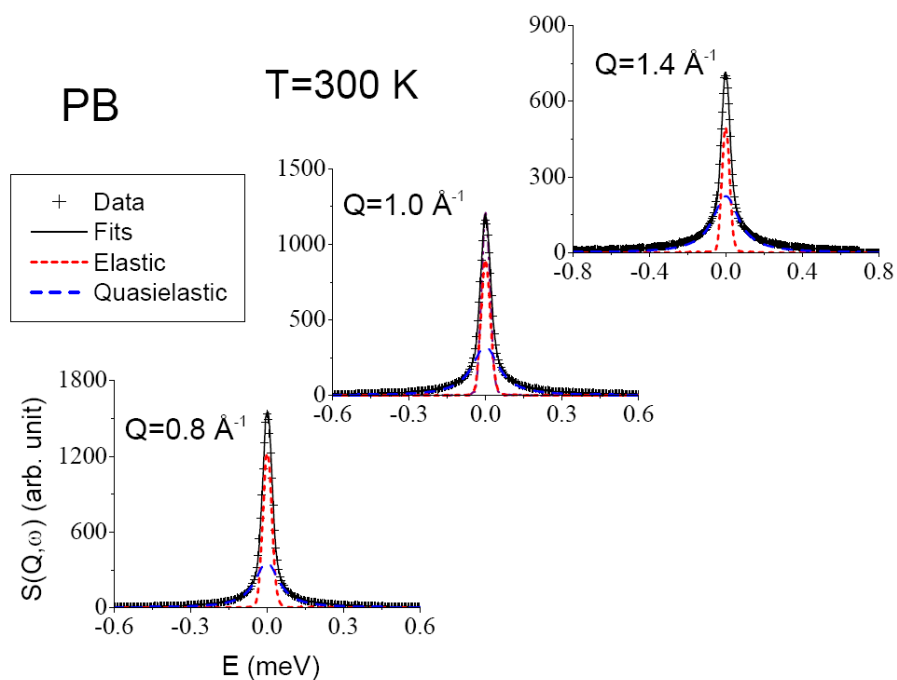 PB
T=300 K
Data
Fits
Elastic
Quasielastic
Q=1.4 Å⁻¹
900
600
300
0
-0.8 -0.4 0.0 0.4 0.8
Q=1.0 Å⁻¹
1500
1000
500
0
-0.6 -0.3 0.0 0.3 0.6
Q=0.8 Å⁻¹
1800
1200
600
0
-0.6 -0.3 0.0 0.3 0.6
S(Q,ω) (arb. unit)
E (meV)